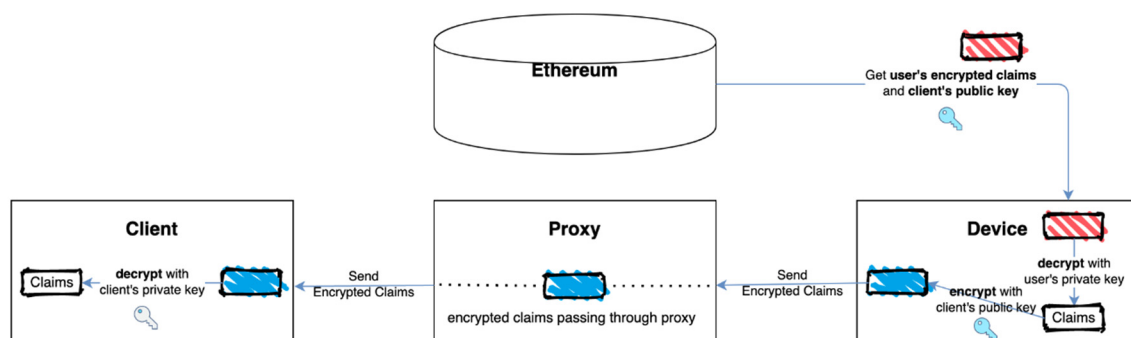 Ethereum
Get user's encrypted claims
and client's public key
Client
Claims
decrypt with
client's private key
Send
Encrypted Claims
Proxy
encrypted claims passing through proxy
Send
Encrypted Claims
Device
decrypt with
user's private key
encrypt with
client's public key
Claims